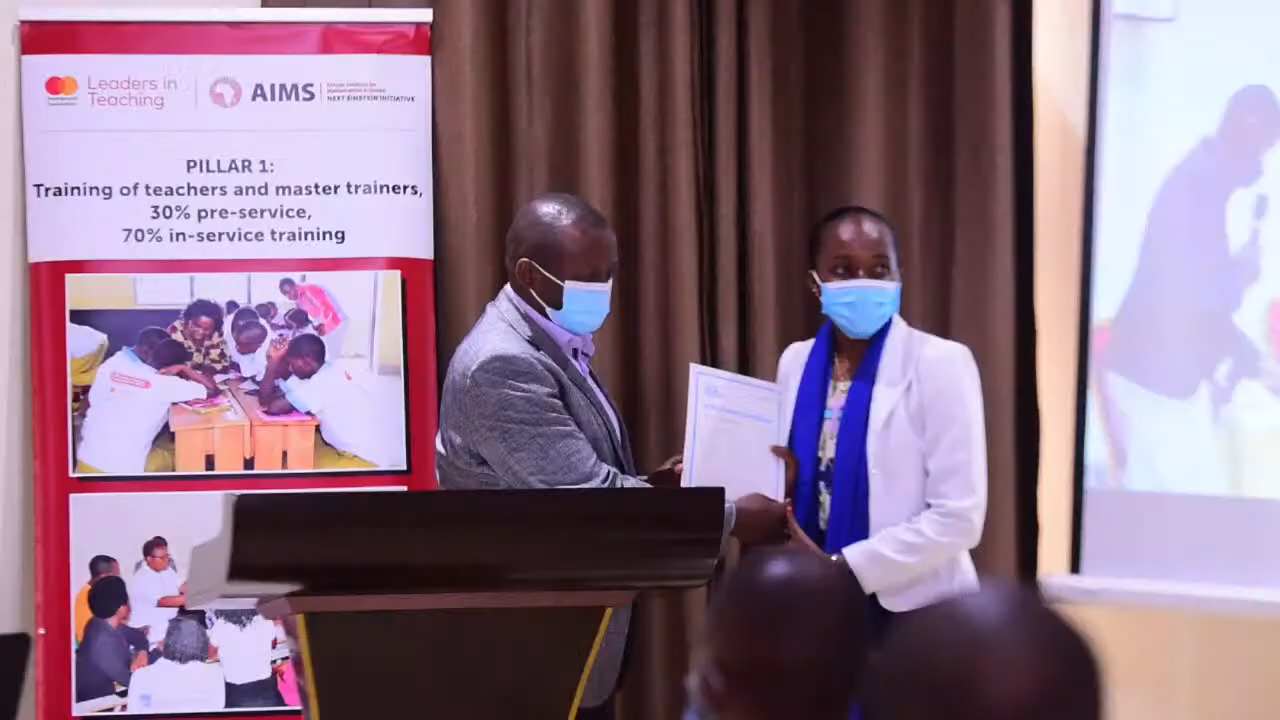 Leaders in
Teaching
AIMS
NEXT EINSTEIN INITIATIVE
PILLAR 1:
Training of teachers and master trainers,
30% pre-service,
70% in-service training